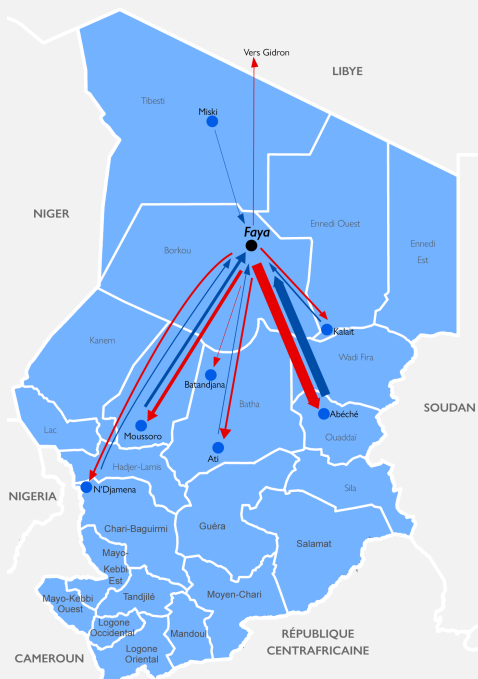 Vers Gidron
LIBYE
Tibesti
Miski
NIGER
Ennedi Ouest
Faya
Borkou
Ennedi
Est
Kalait
Kanem
Wadi Fira
Batandjana
Batha
SOUDAN
Abéché
Lac
Moussoro
Ouaddaï
Ati
Hadjer-Lamis
N'Djamena
Sila
NIGERIA
Chari-Baguirmi
Guéra
Salamat
Mayo-
Kebbi
Est
Mayo-Kebbi
Ouest
Tandjilé
Moyen-Chari
Logone
Occidental
Mandoul
RÉPUBLIQUE
CENTRAFRICAINE
CAMEROUN
Logone
Oriental